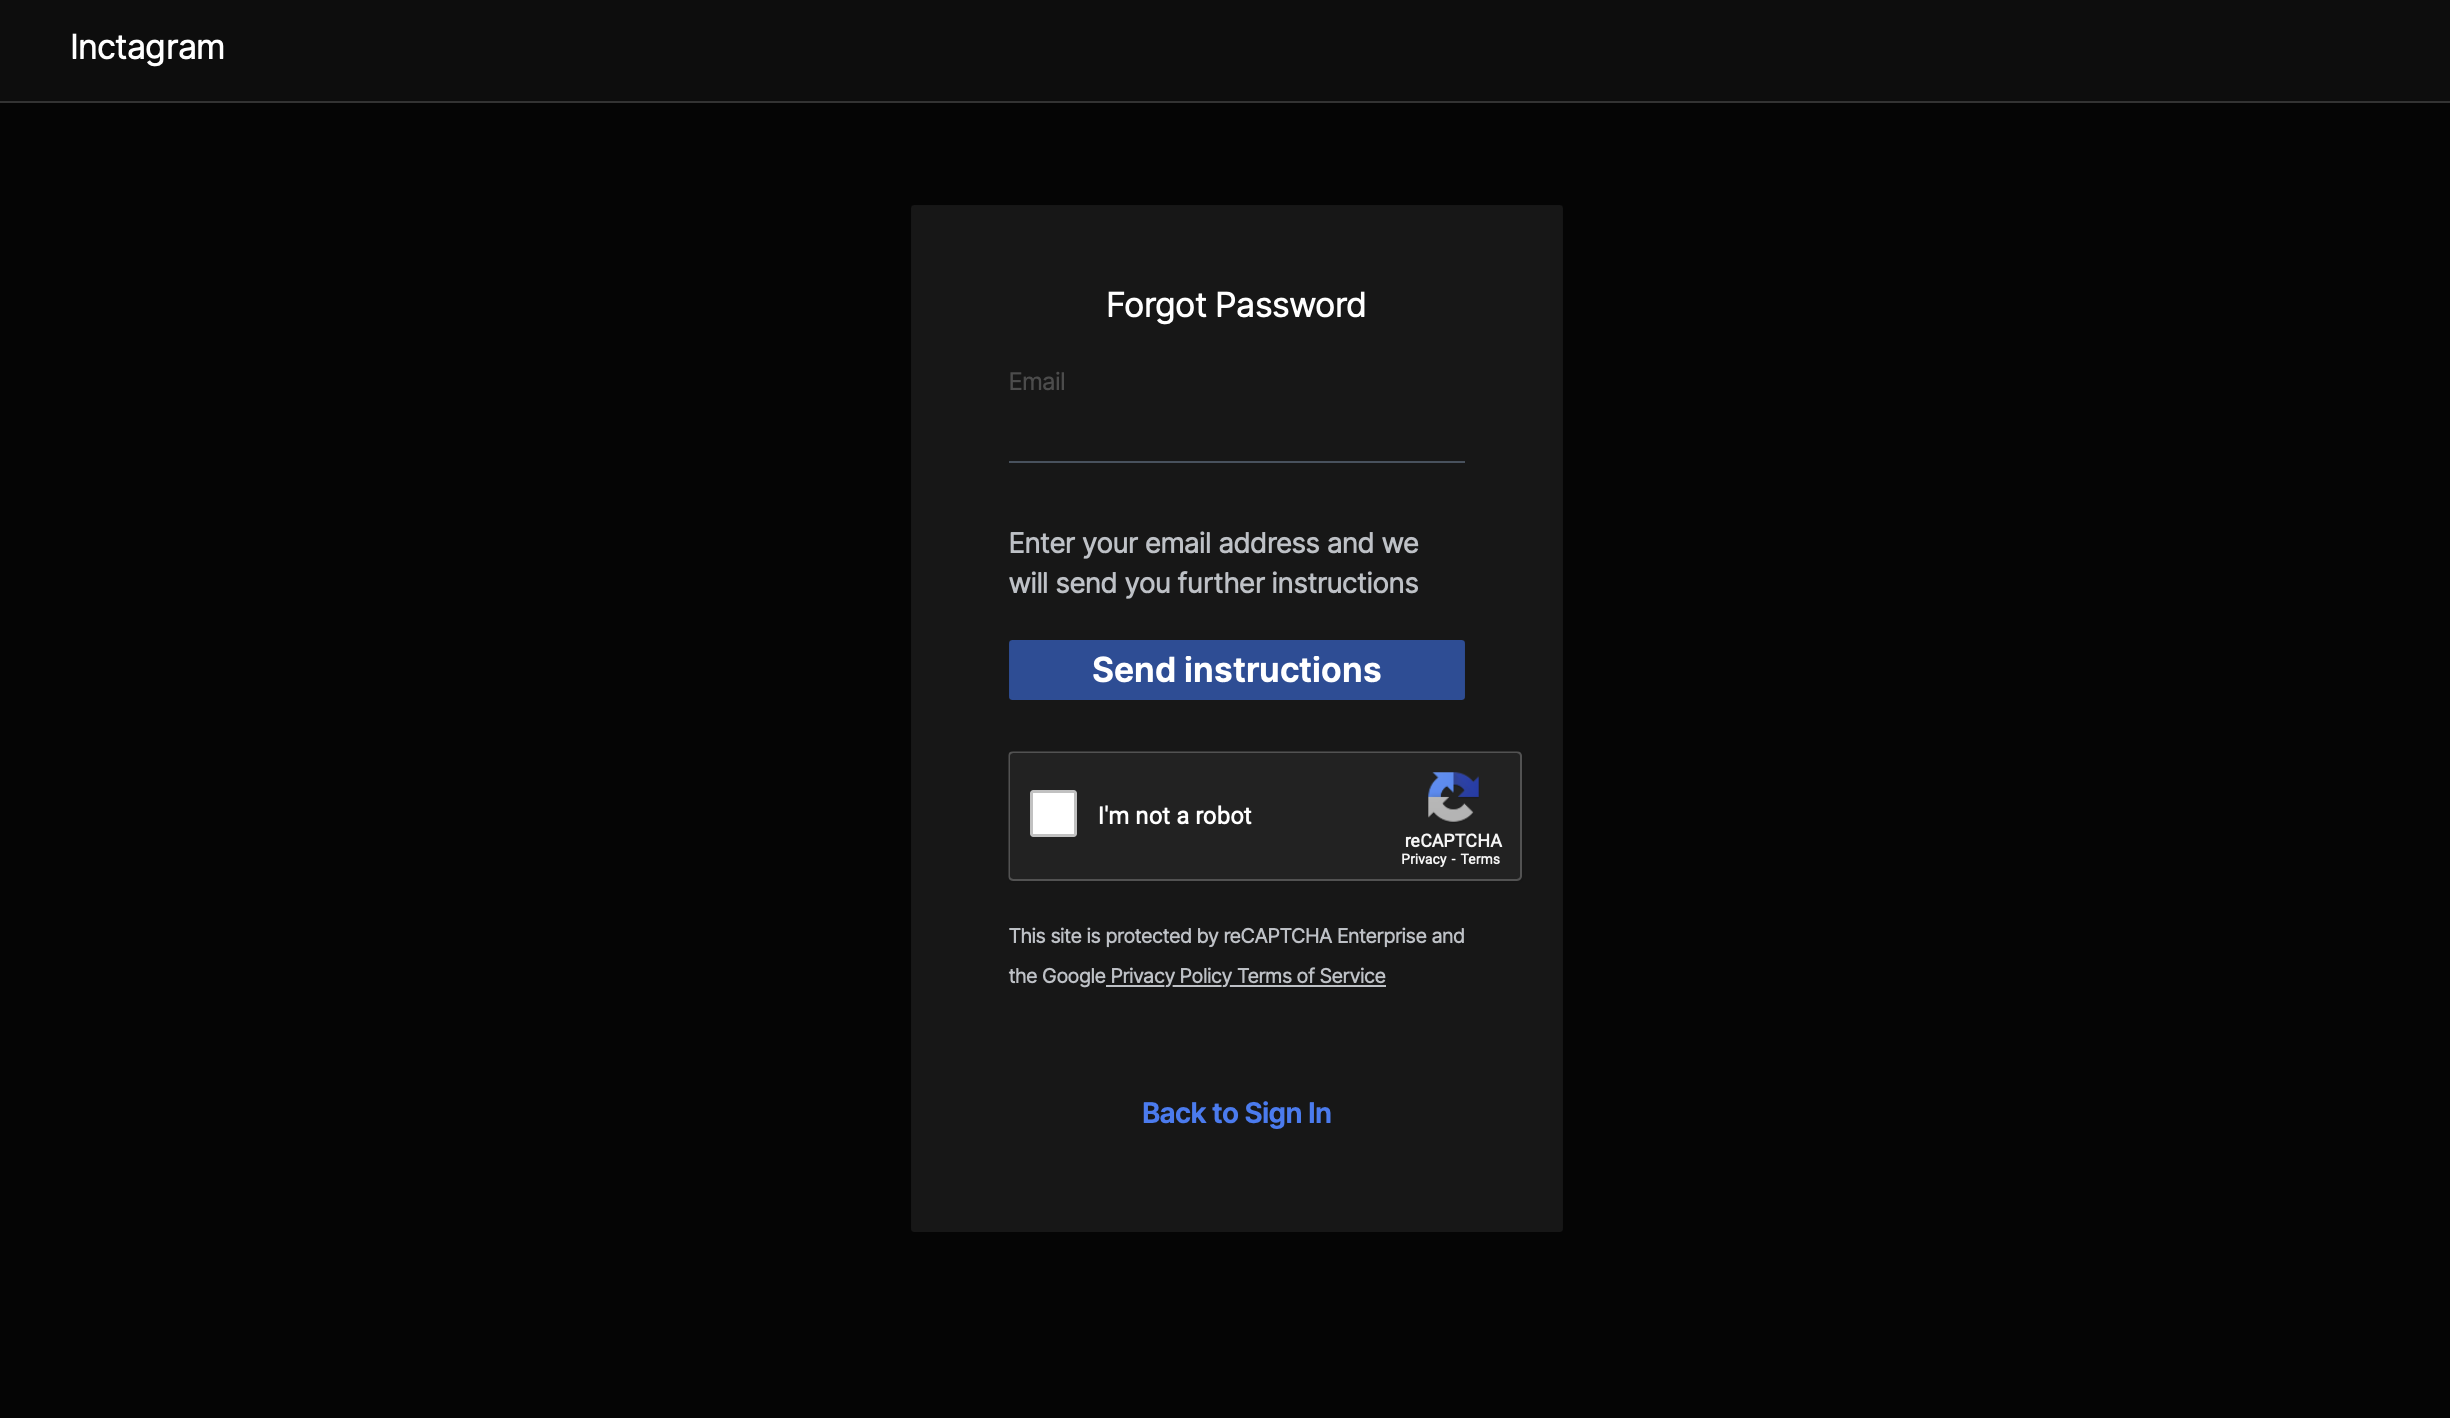 Inctagram
Forgot Password
Email
Enter your email address and we
will send you further instructions
Send instructions
I'm not a robot
reCAPTCHA
Privacy - Terms
This site is protected by reCAPTCHA Enterprise and
the Google Privacy Policy Terms of Service
Back to Sign In